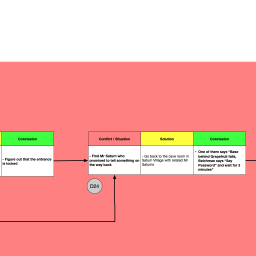 Conclusion
- Figure out that the entrance
is locked
Conflict / Situation
Solution
Conclusion
- Find Mr Saturn who
promised to tell something on
the way back
- Go back to the cave room in
Saturn Village with related Mr
Saturns
- One of them says "Base
behind Grapefruit falls,
Switchman says "Say
Password" and wait for 3
minutes"
D24